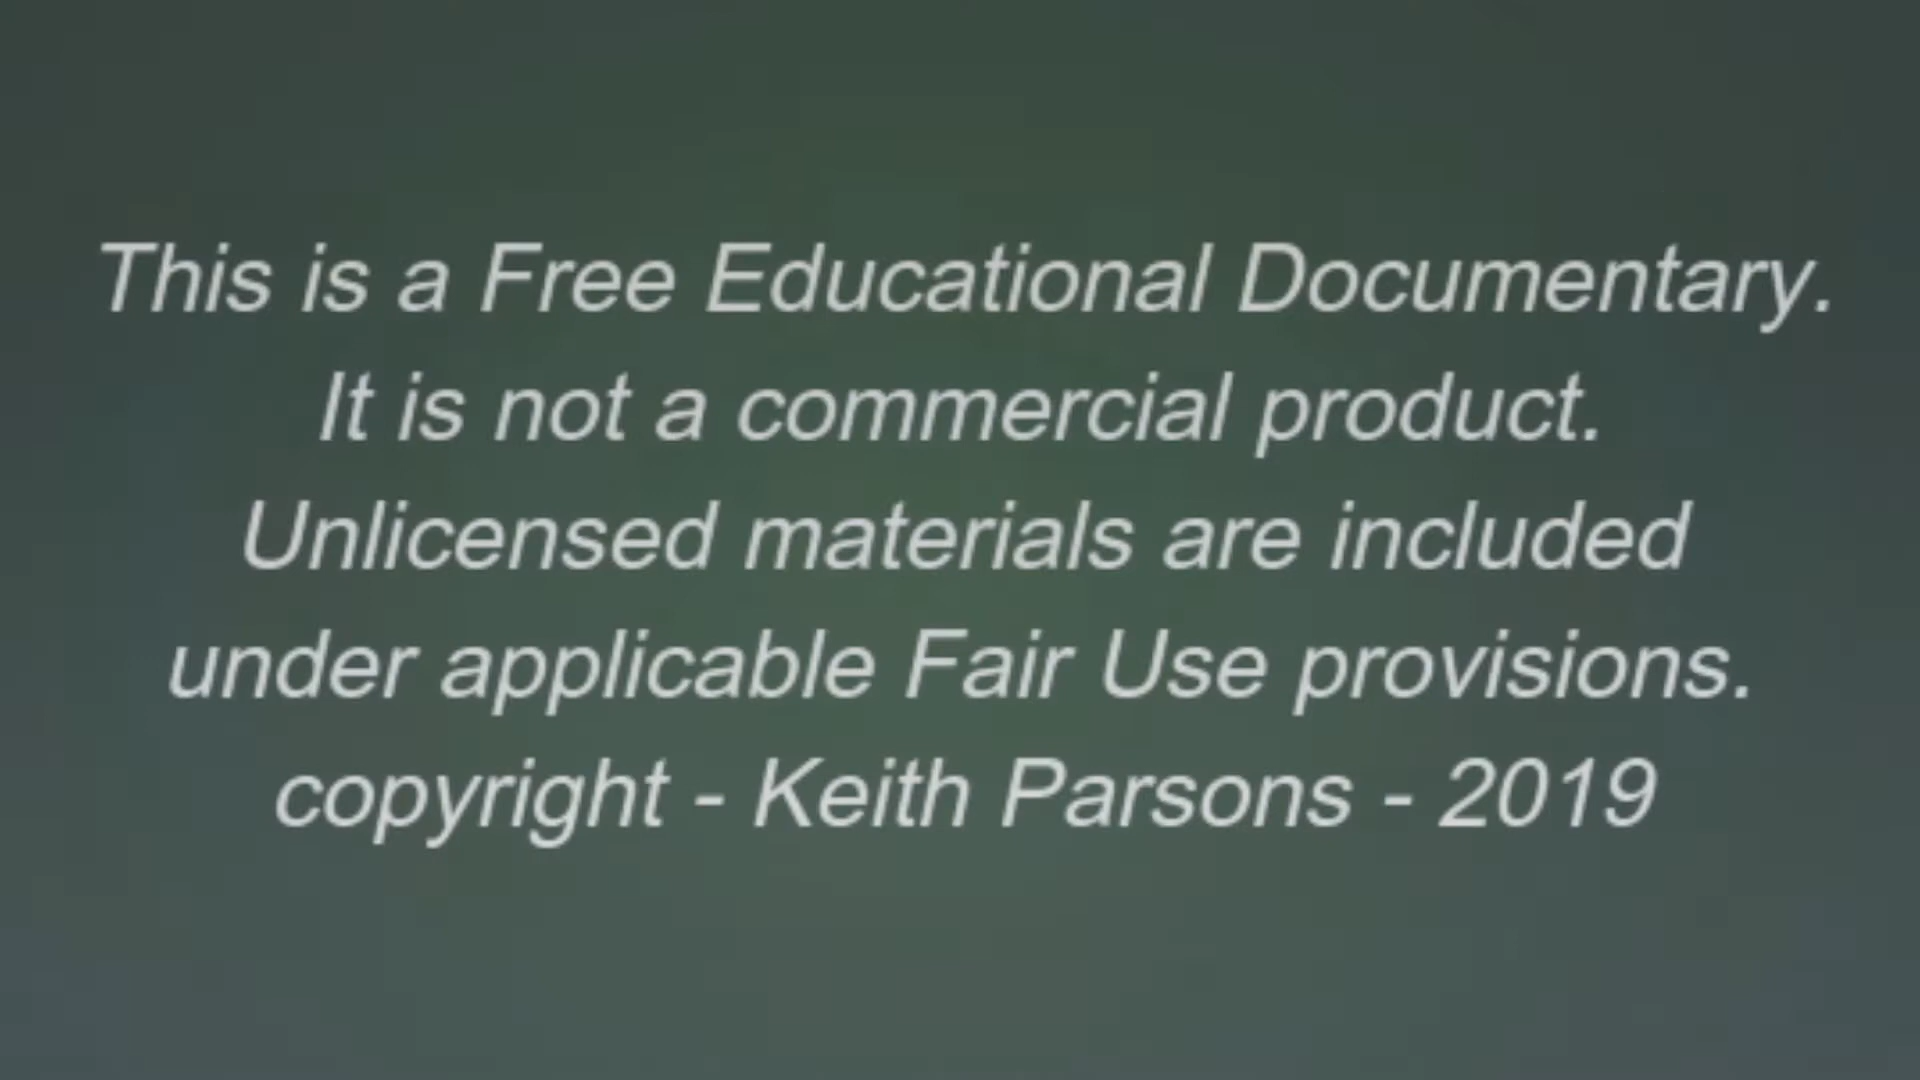 This is a Free Educational Documentary.
It is not a commercial product.
Unlicensed materials are included
under applicable Fair Use provisions.
copyright - Keith Parsons - 2019